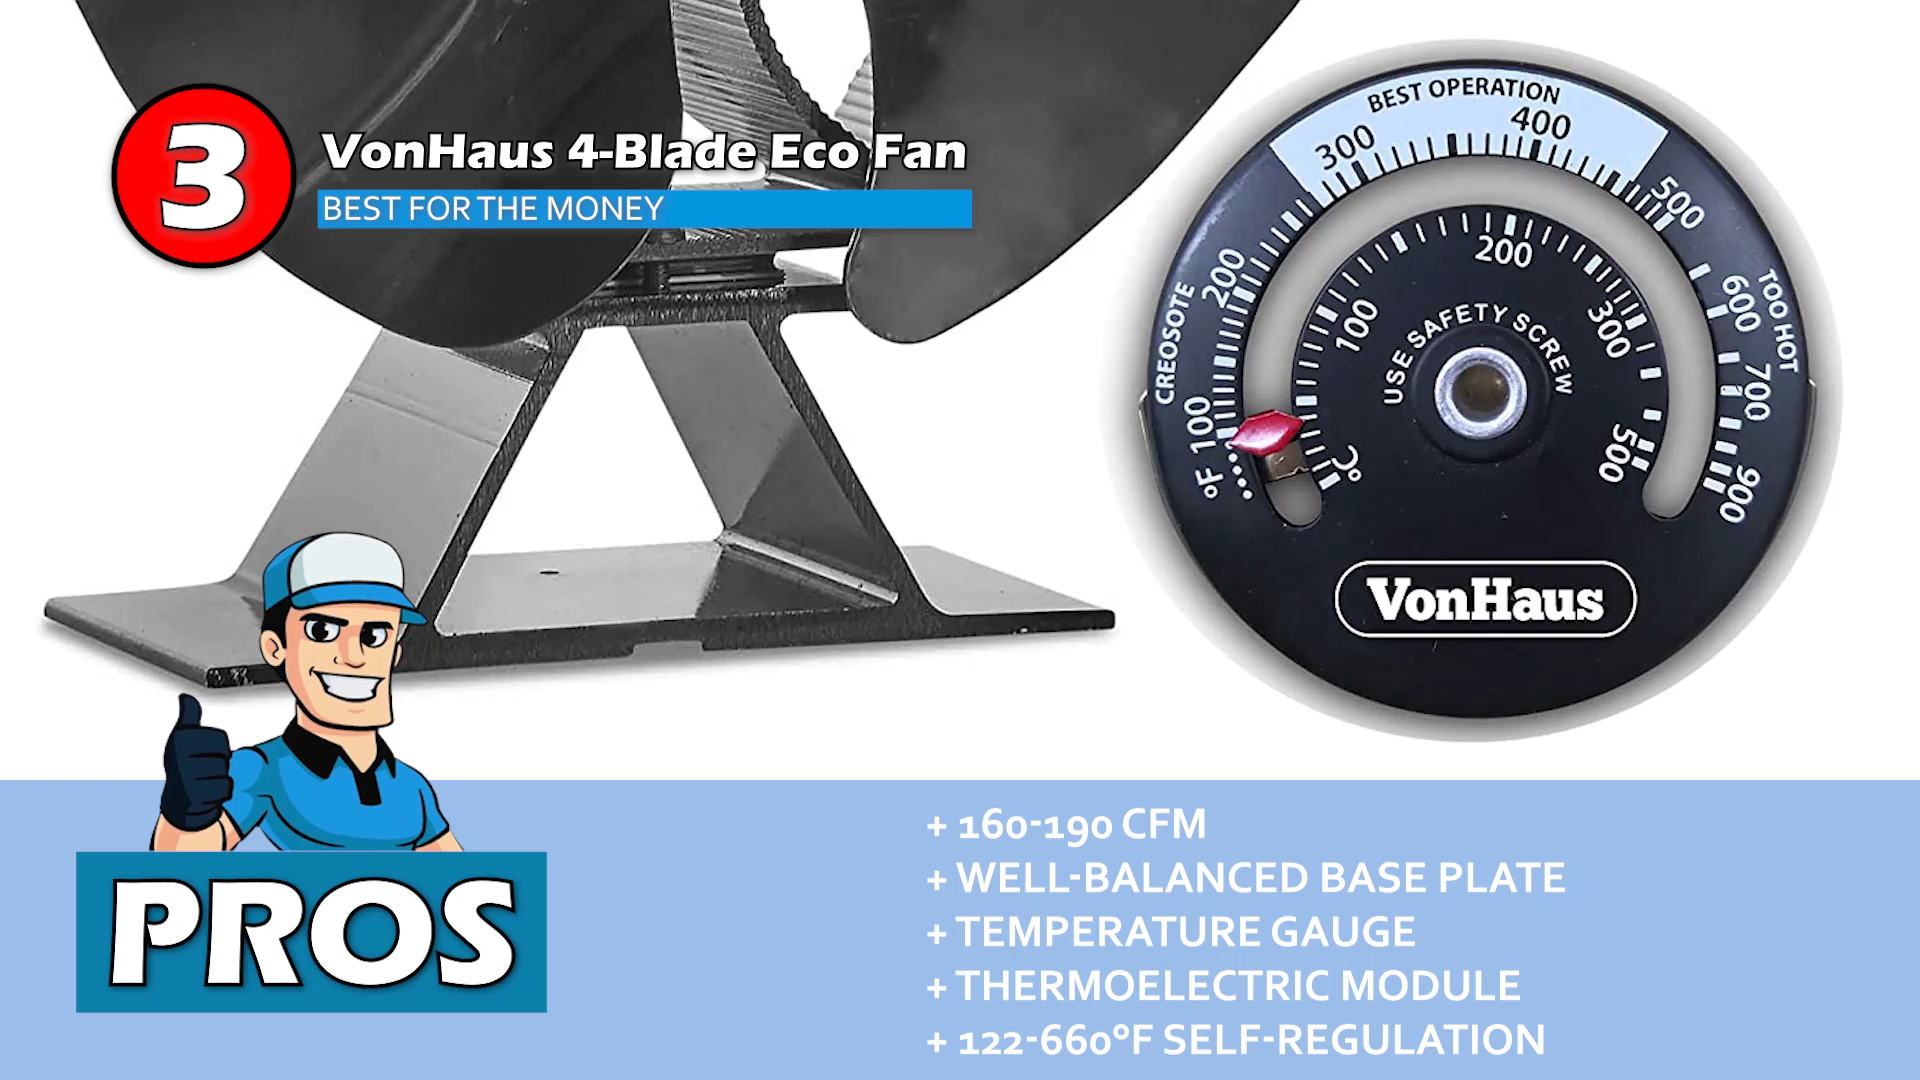 3
VonHaus 4-Blade Eco Fan
BEST FOR THE MONEY
BEST OPERATION
300
400
500
600
700
900
TOO HOT
CREOSOTE
200
100
°F
100
200
300
500
°C
USE SAFETY SCREW
VonHaus
PROS
+ 160-190 CFM
+ WELL-BALANCED BASE PLATE
+ TEMPERATURE GAUGE
+ THERMOELECTRIC MODULE
+ 122-660°F SELF-REGULATION